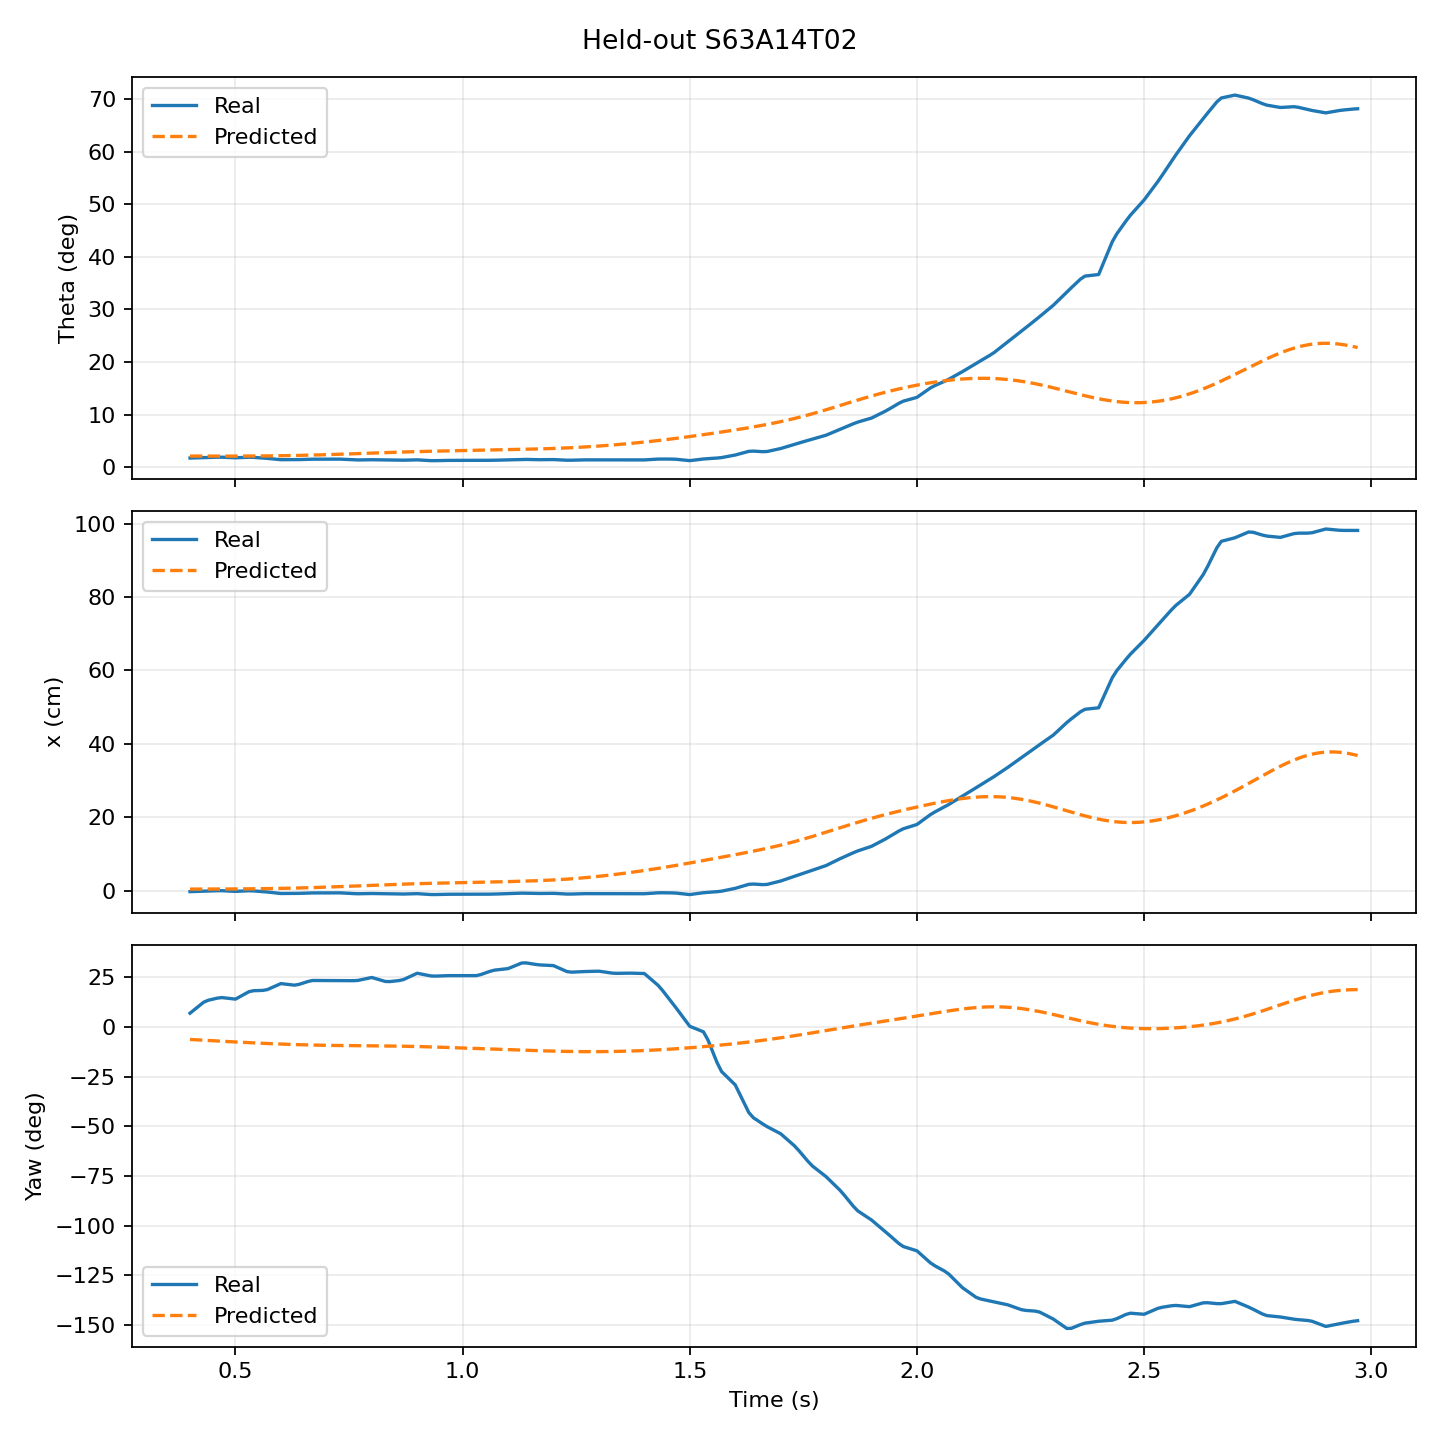 Held-out S63A14T02
Real
Predicted
70
60
50
40
30
20
10
0
Theta (deg)
Real
Predicted
100
80
60
40
20
0
x (cm)
25
0
−25
−50
−75
−100
−125
−150
Yaw (deg)
Real
Predicted
0.5 1.0 1.5 2.0 2.5 3.0
Time (s)